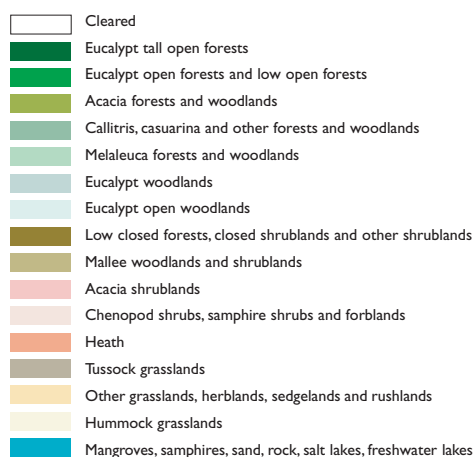 Cleared
Eucalypt tall open forests
Eucalypt open forests and low open forests
Acacia forests and woodlands
Callitris, casuarina and other forests and woodlands
Melaleuca forests and woodlands
Eucalypt woodlands
Eucalypt open woodlands
Low closed forests, closed shrublands and other shrublands
Mallee woodlands and shrublands
Acacia shrublands
Chenopod shrubs, samphire shrubs and forblands
Heath
Tussock grasslands
Other grasslands, herblands, sedgelands and rushlands
Hummock grasslands
Mangroves, samphires, sand, rock, salt lakes, freshwater lakes